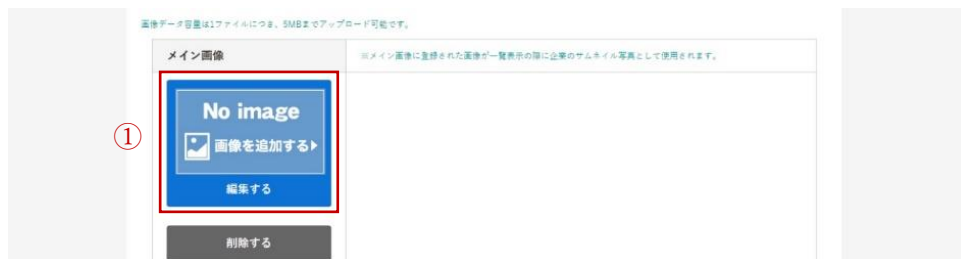 画像データ容量は1ファイルにつき、5MBまでアップロード可能です。
メイン画像
※メイン画像に登録された画像が一覧表示の際に企業のサムネイル写真として使用されます。
①
No image
画像を追加する▶
編集する
削除する